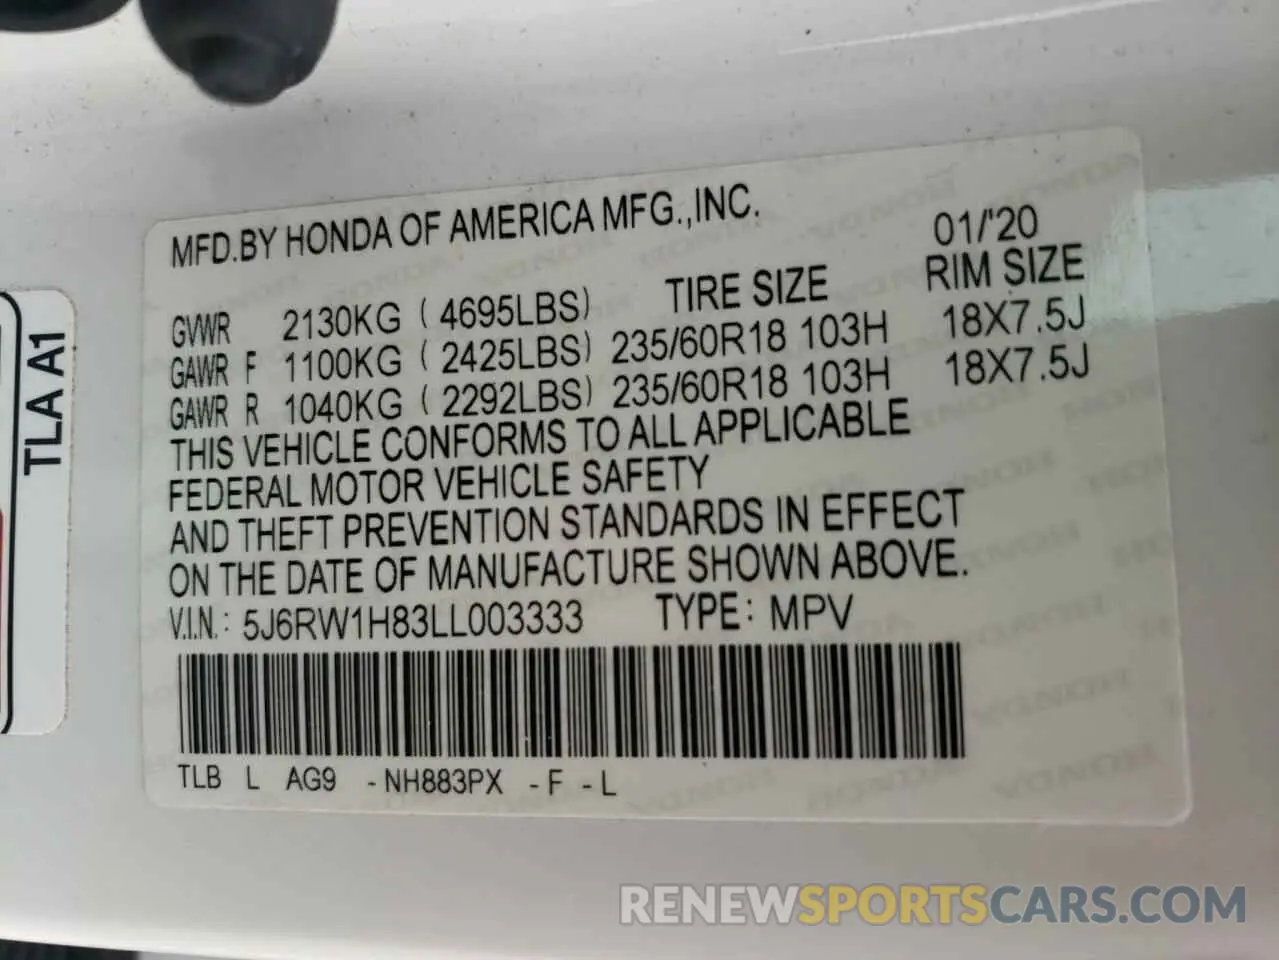 MFD.BY HONDA OF AMERICA MFG.,INC.
01/'20
TIRE SIZE RIM SIZE
GVWR 2130KG ( 4695LBS)
GAWR F 1100KG ( 2425LBS) 235/60R18 103H 18X7.5J
GAWR R 1040KG ( 2292LBS) 235/60R18 103H 18X7.5J
THIS VEHICLE CONFORMS TO ALL APPLICABLE
FEDERAL MOTOR VEHICLE SAFETY
AND THEFT PREVENTION STANDARDS IN EFFECT
ON THE DATE OF MANUFACTURE SHOWN ABOVE.
V.I.N.: 5J6RW1H83LL003333 TYPE: MPV
TLB L AG9 -NH883PX -F -L
TLA A1
RENEWSPORTSCARS.COM